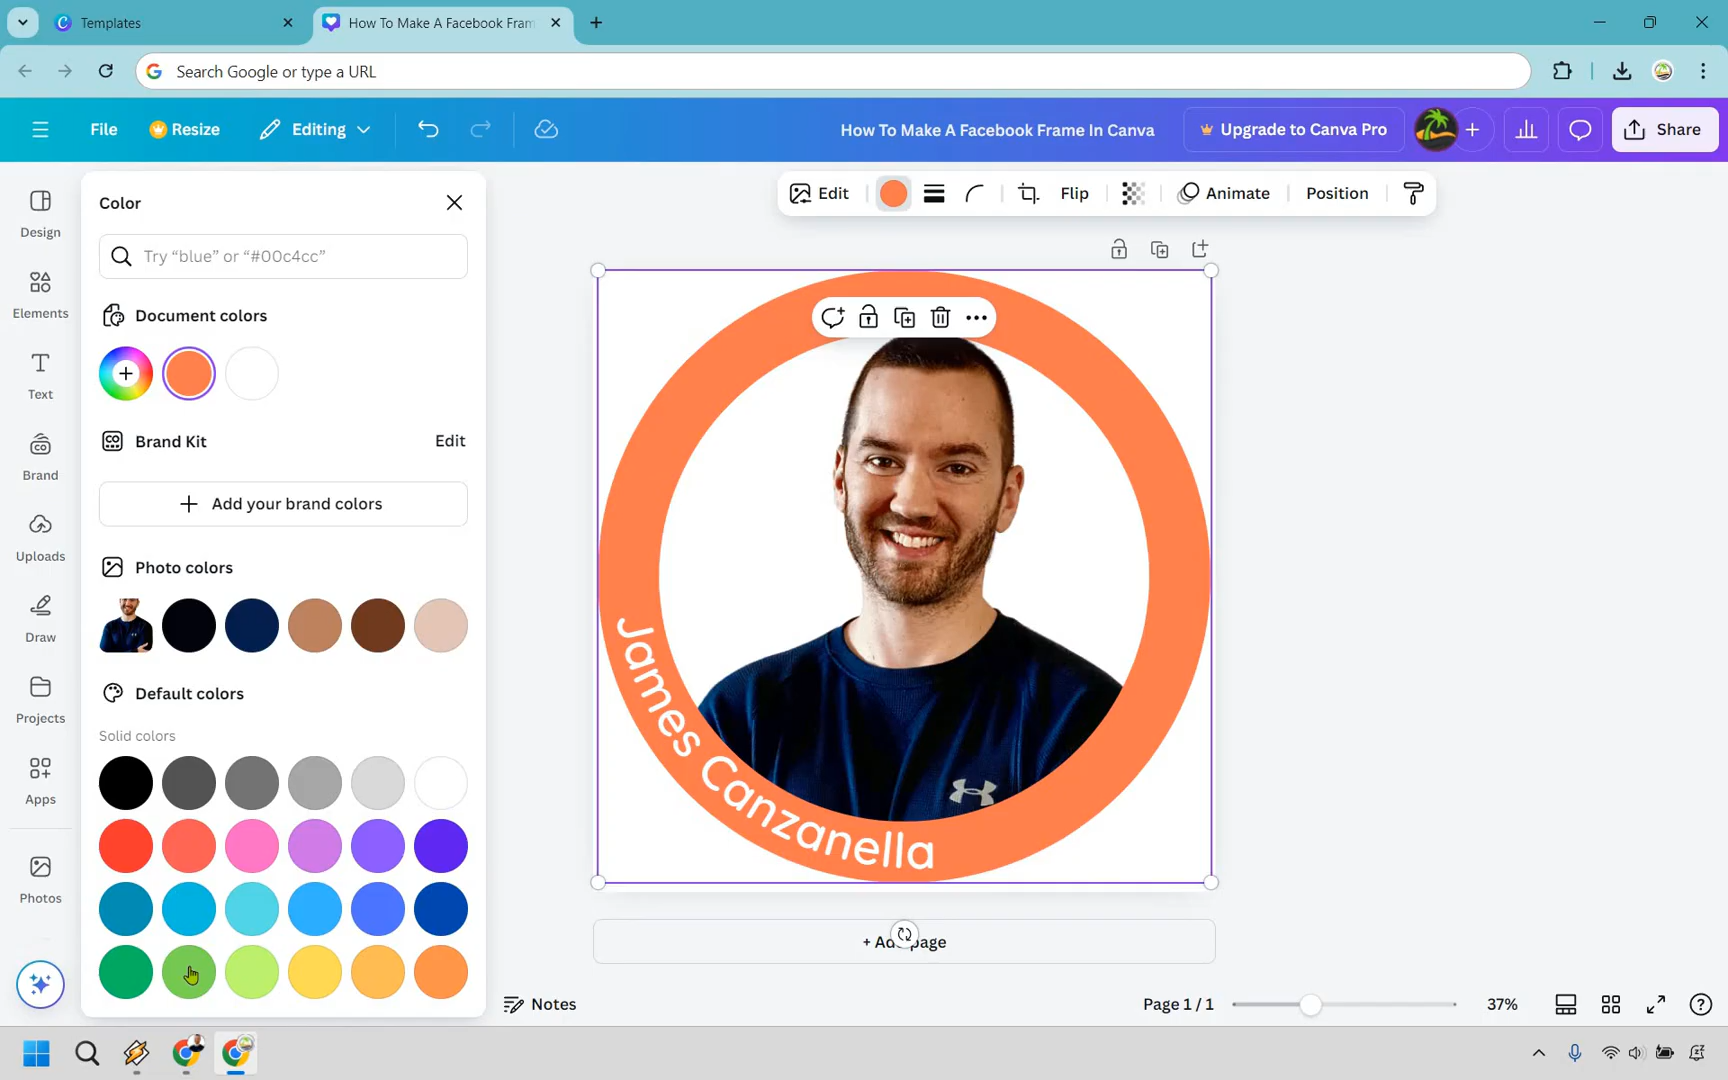 Templates
How To Make A Facebook Fram
Search Google or type a URL
File
Resize
Editing
How To Make A Facebook Frame In Canva
Upgrade to Canva Pro
Share
Design
Elements
Text
Brand
Uploads
Draw
Projects
Apps
Photos
Color
Try “blue” or “#00c4cc”
Document colors
Brand Kit
Edit
Add your brand colors
Photo colors
Default colors
Solid colors
Edit
Flip
Animate
Position
James Canzanella
+ Add page
Notes
Page 1 / 1
37%